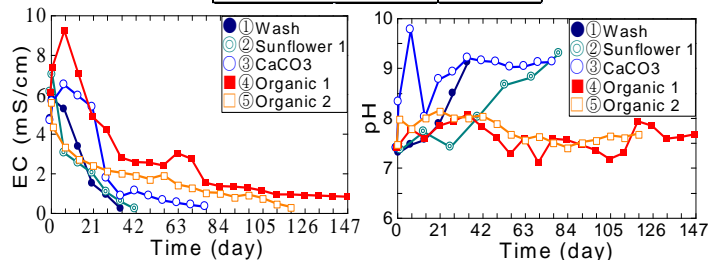 10
8
6
4
2
0
EC (mS/cm)
①Wash
②Sunflower 1
③CaCO3
④Organic 1
⑤Organic 2
0 21 42 63 84 105 126 147
Time (day)
10
9
8
7
6
pH
①Wash
②Sunflower 1
③CaCO3
④Organic 1
⑤Organic 2
0 21 42 63 84 105 126 147
Time (day)